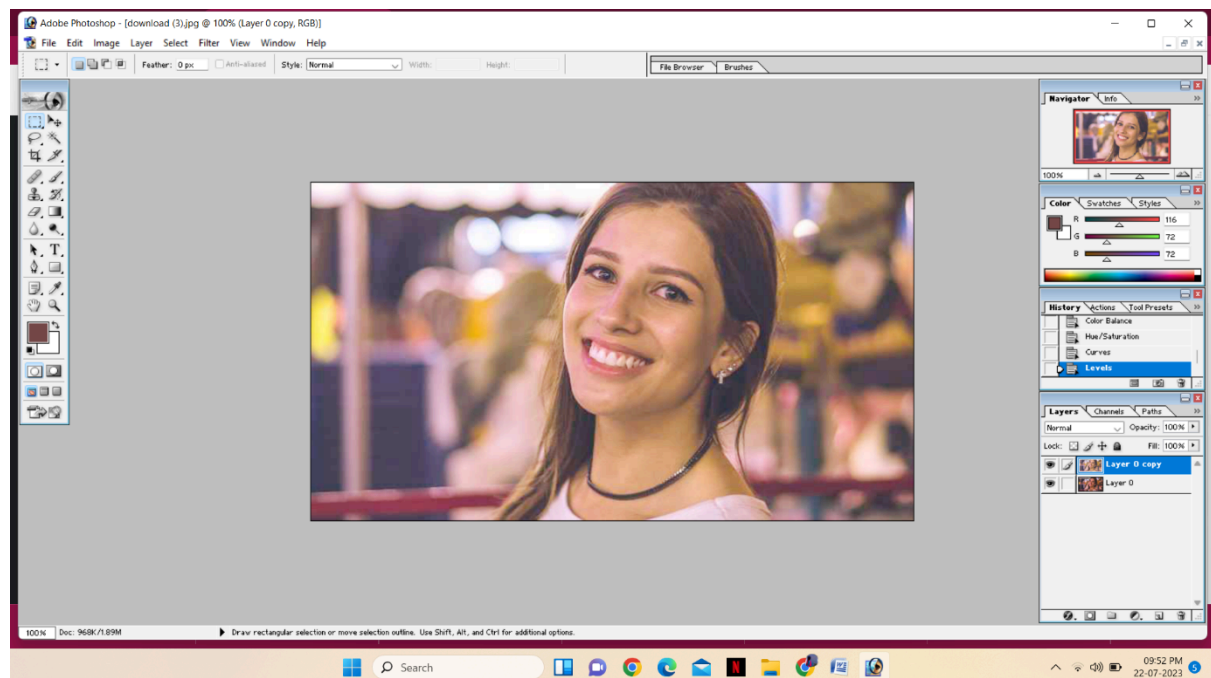 Adobe Photoshop - [download (3).jpg @ 100% (Layer 0 copy, RGB)]
File Edit Image Layer Select Filter View Window Help
Feather: 0 px Anti-aliased Style: Normal Width: Height:
File Browser Brushes
Navigator Info
100%
Color Swatches Styles
R 116
G 72
B 72
History Actions Tool Presets
Color Balance
Hue/Saturation
Curves
Levels
Layers Channels Paths
Normal Opacity: 100%
Lock: Fill: 100%
Layer 0 copy
Layer 0
100% Doc: 968K/1.89M Draw rectangular selection or move selection outline. Use Shift, Alt, and Ctrl for additional options.
Search
09:52 PM
22-07-2023
5